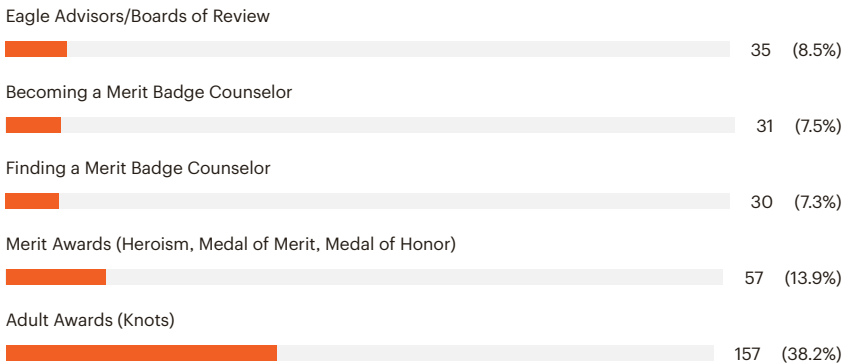 Eagle Advisors/Boards of Review
35 (8.5%)
Becoming a Merit Badge Counselor
31 (7.5%)
Finding a Merit Badge Counselor
30 (7.3%)
Merit Awards (Heroism, Medal of Merit, Medal of Honor)
57 (13.9%)
Adult Awards (Knots)
157 (38.2%)